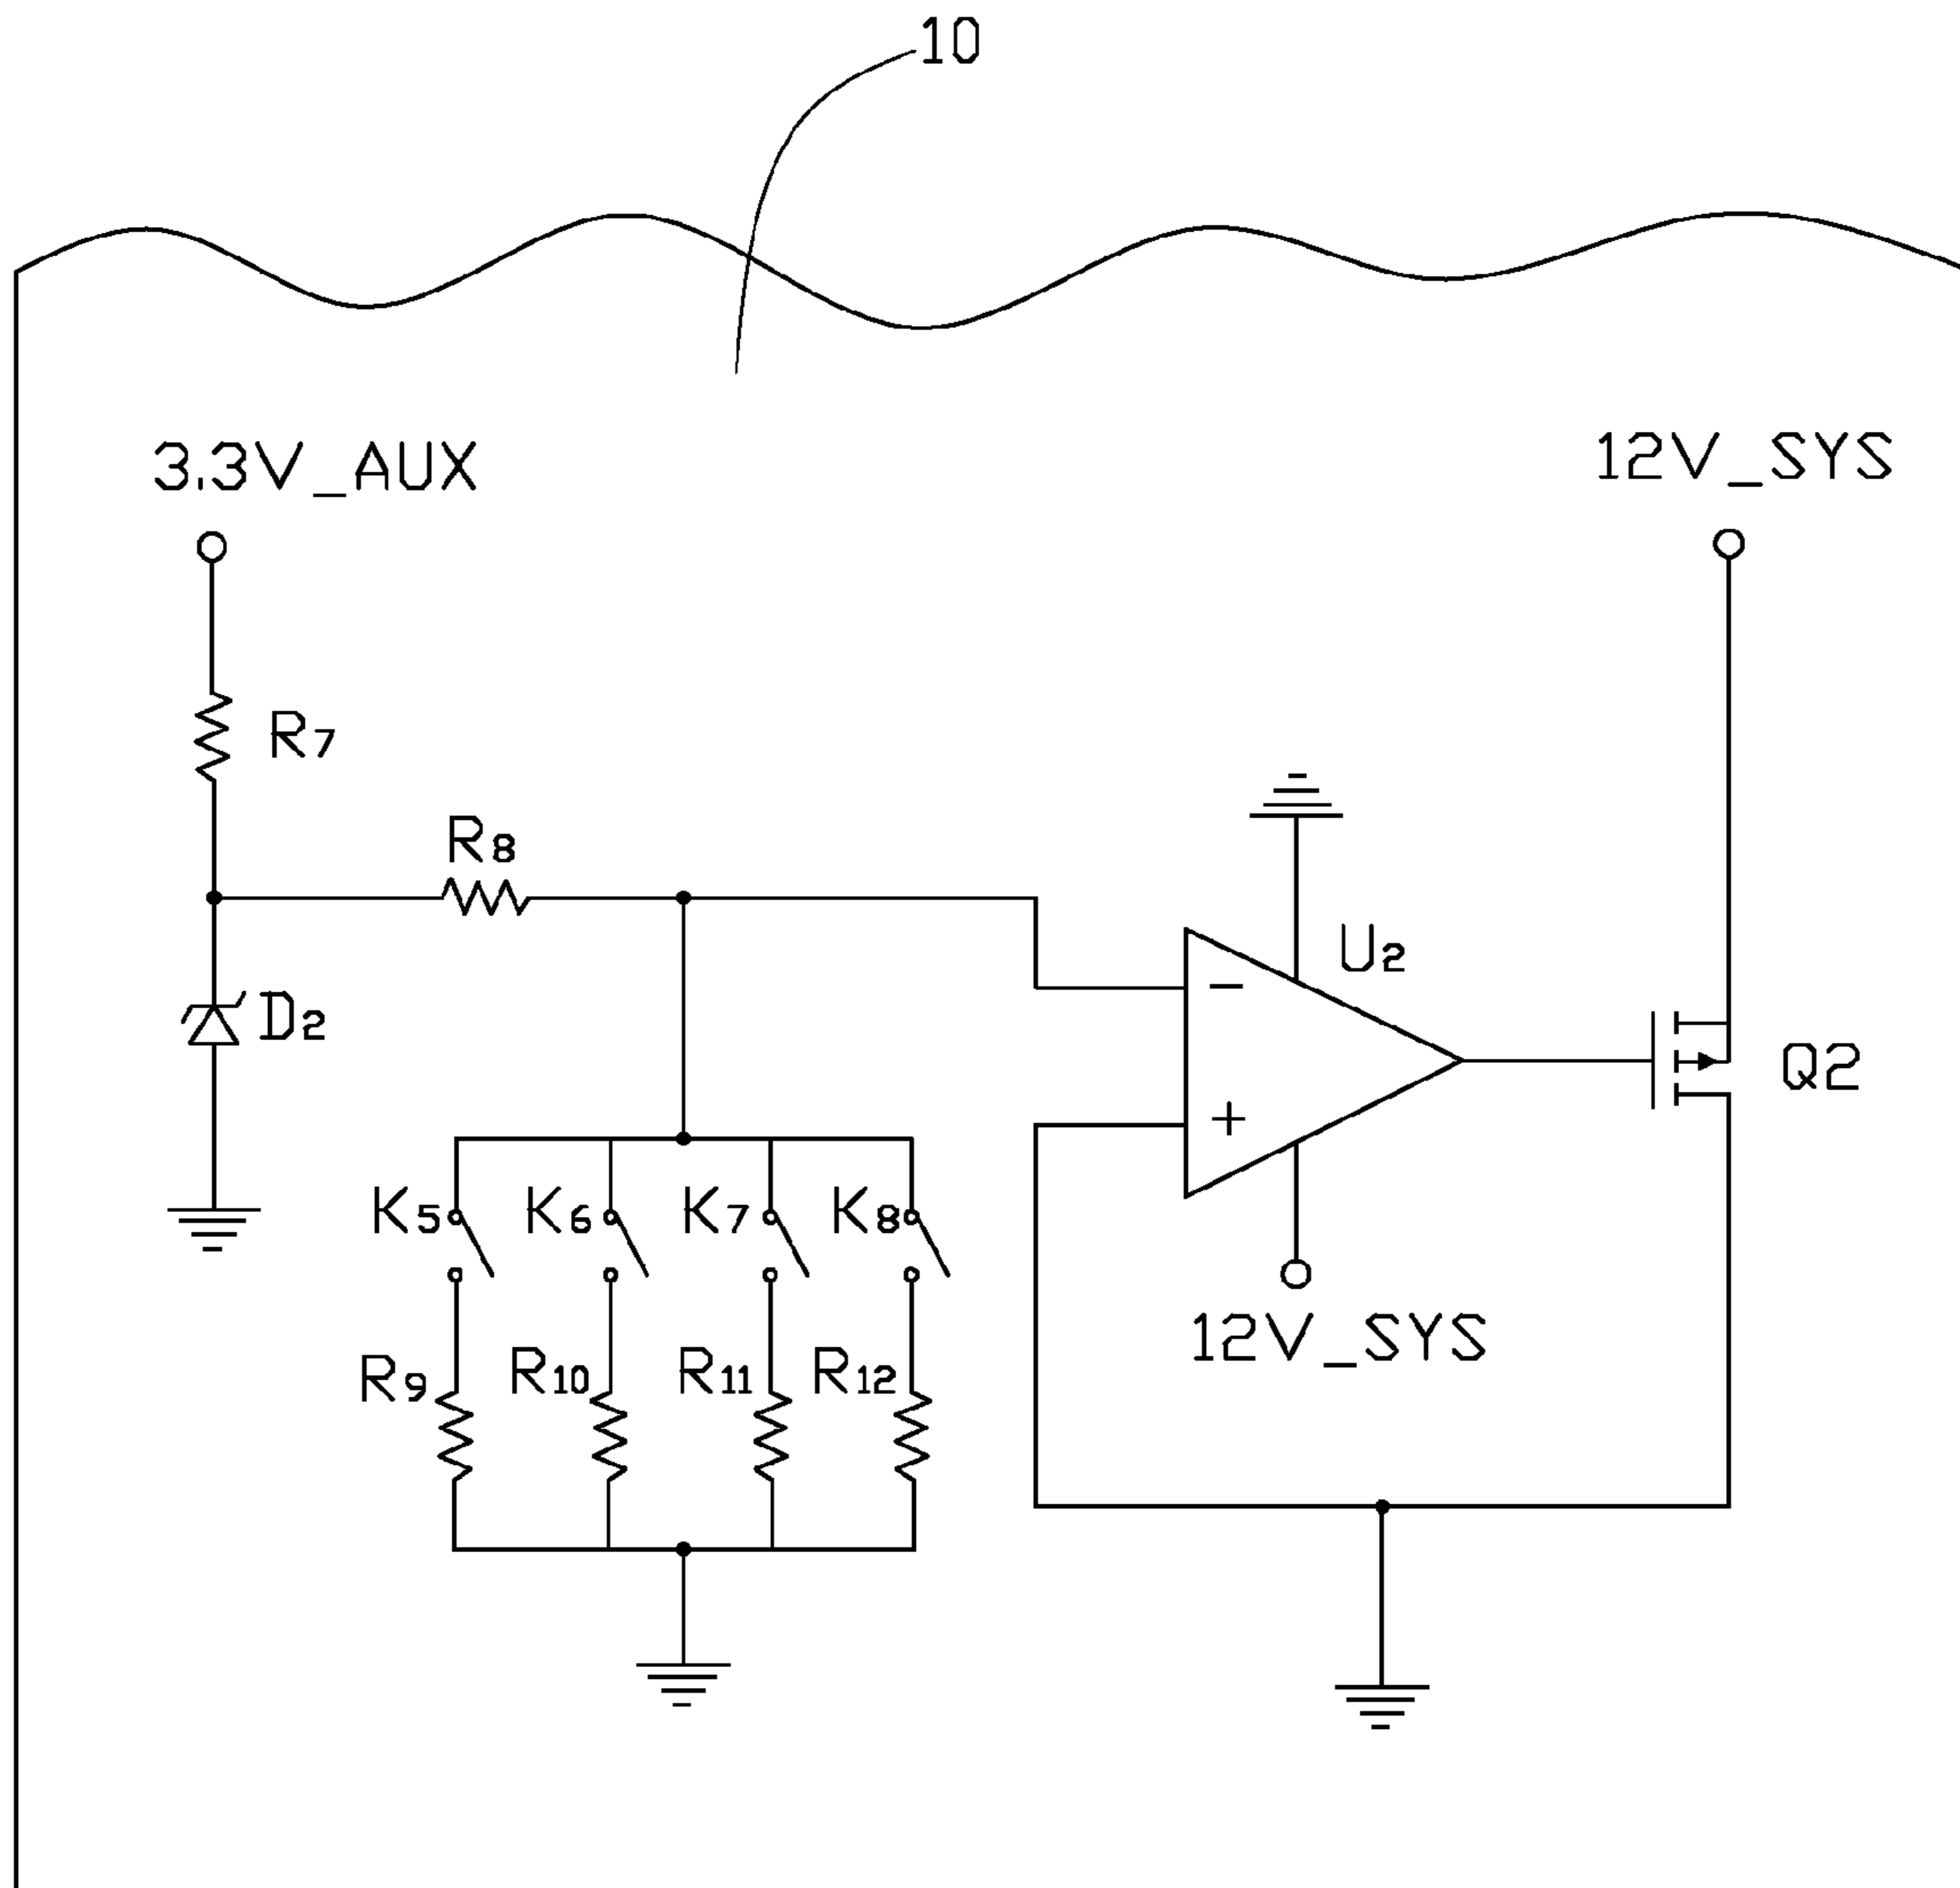 10
3.3V_AUX
12V_SYS
R7
R8
U2
-
D2
Q2
+
K5
K6
K7
K8
12V_SYS
R9
R10
R11
R12